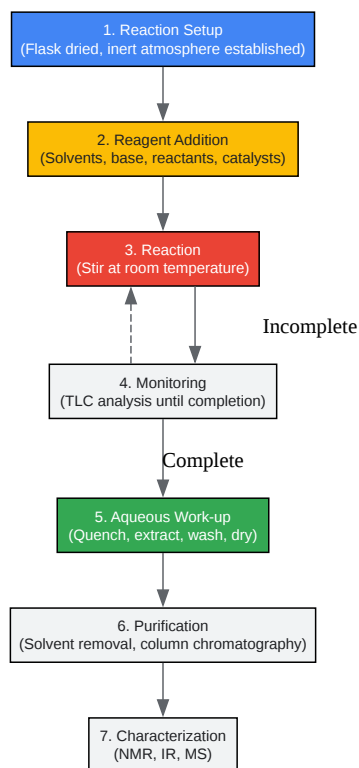 1. Reaction Setup
(Flask dried, inert atmosphere established)
2. Reagent Addition
(Solvents, base, reactants, catalysts)
3. Reaction
(Stir at room temperature)
Incomplete
4. Monitoring
(TLC analysis until completion)
Complete
5. Aqueous Work-up
(Quench, extract, wash, dry)
6. Purification
(Solvent removal, column chromatography)
7. Characterization
(NMR, IR, MS)